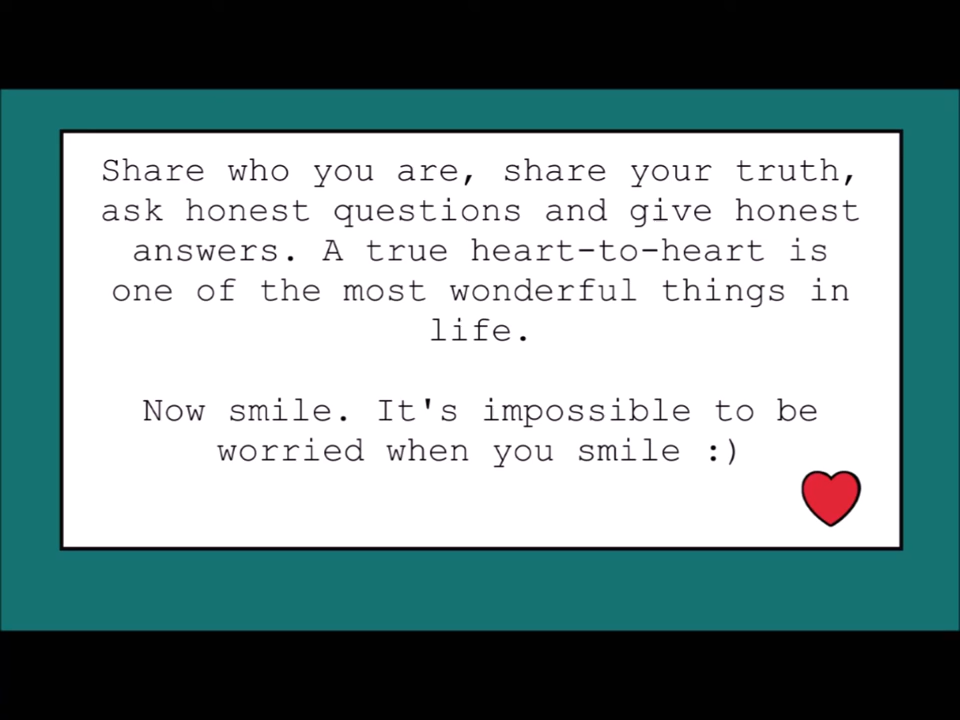 Share who you are, share your truth,
ask honest questions and give honest
answers. A true heart-to-heart is
one of the most wonderful things in
life.
Now smile. It's impossible to be
worried when you smile :)